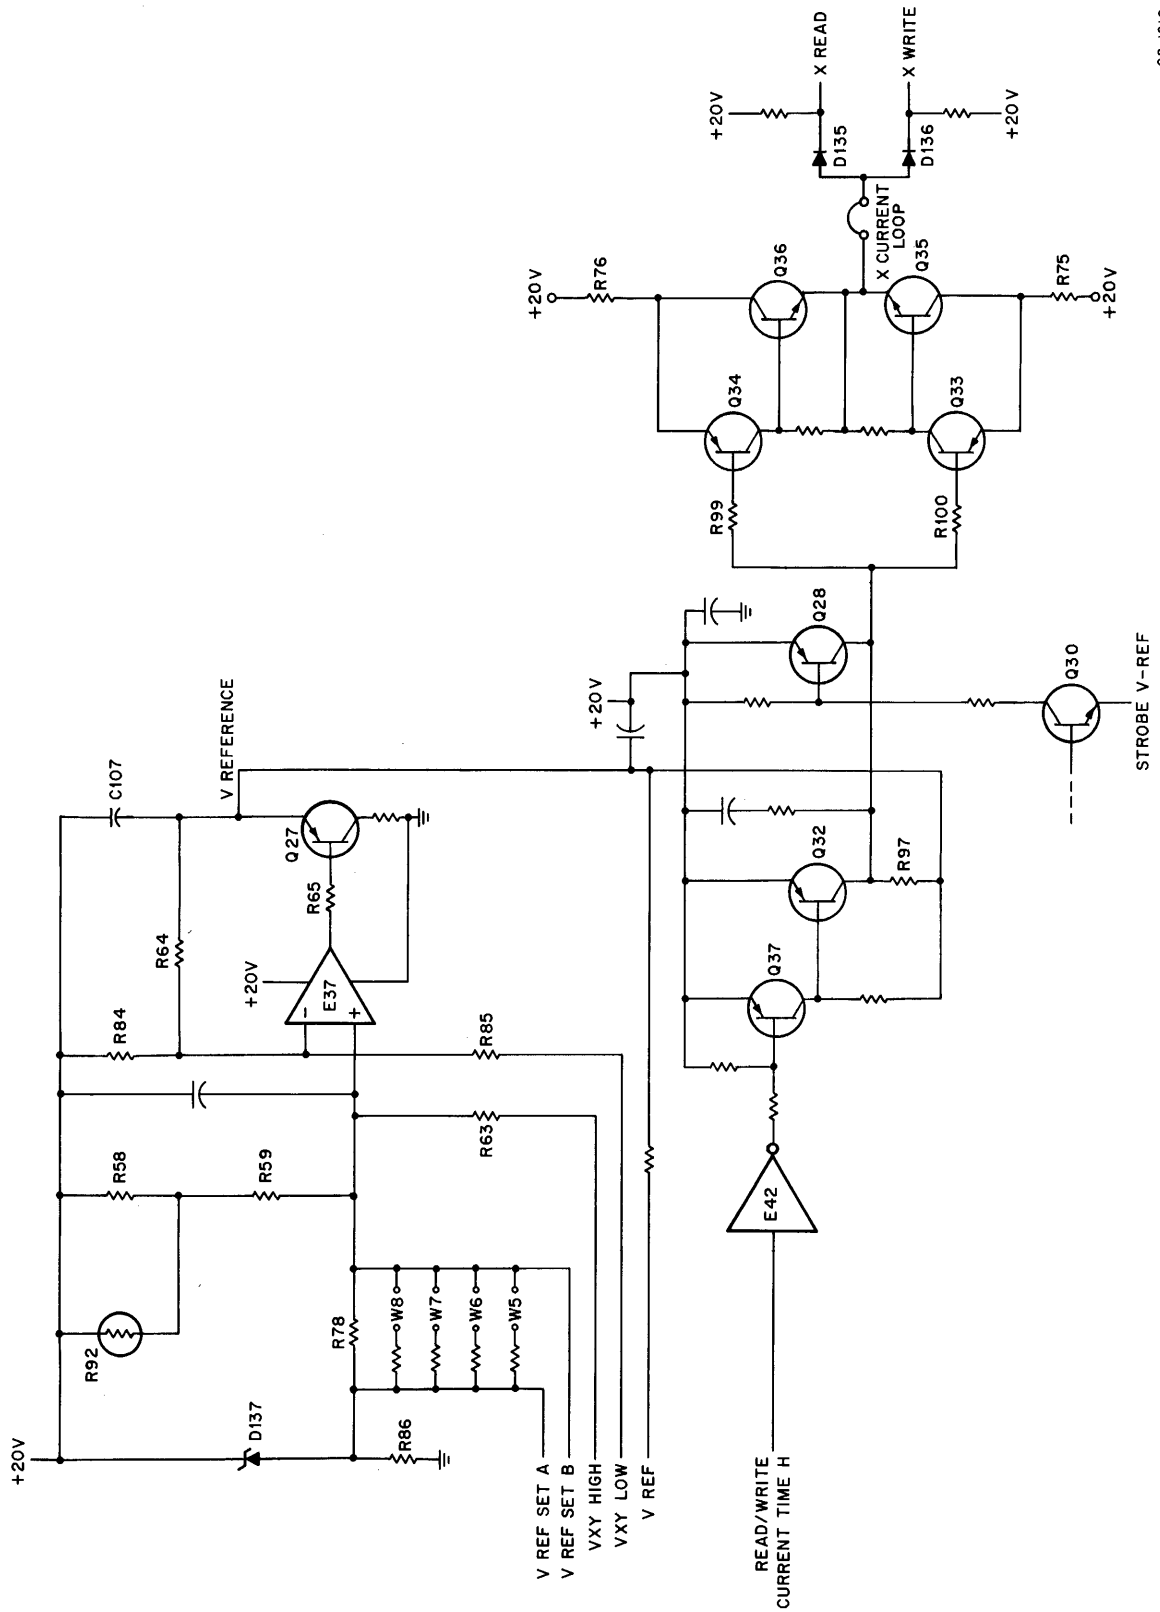 +20V
R92
D137
R58
R59
R84
R64
C107
V REFERENCE
+20V
E37
R65
Q27
R78
R86
W8
W7
W6
W5
R63
R85
V REF SET A
V REF SET B
VXY HIGH
VXY LOW
V REF
READ/WRITE
CURRENT TIME H
E42
Q37
Q32
R97
+20V
Q28
Q30
STROBE V-REF
R99
R100
Q34
Q33
+20V
R76
Q36
X CURRENT
LOOP
Q35
R75
+20V
+20V
D135
X READ
D136
X WRITE
+20V